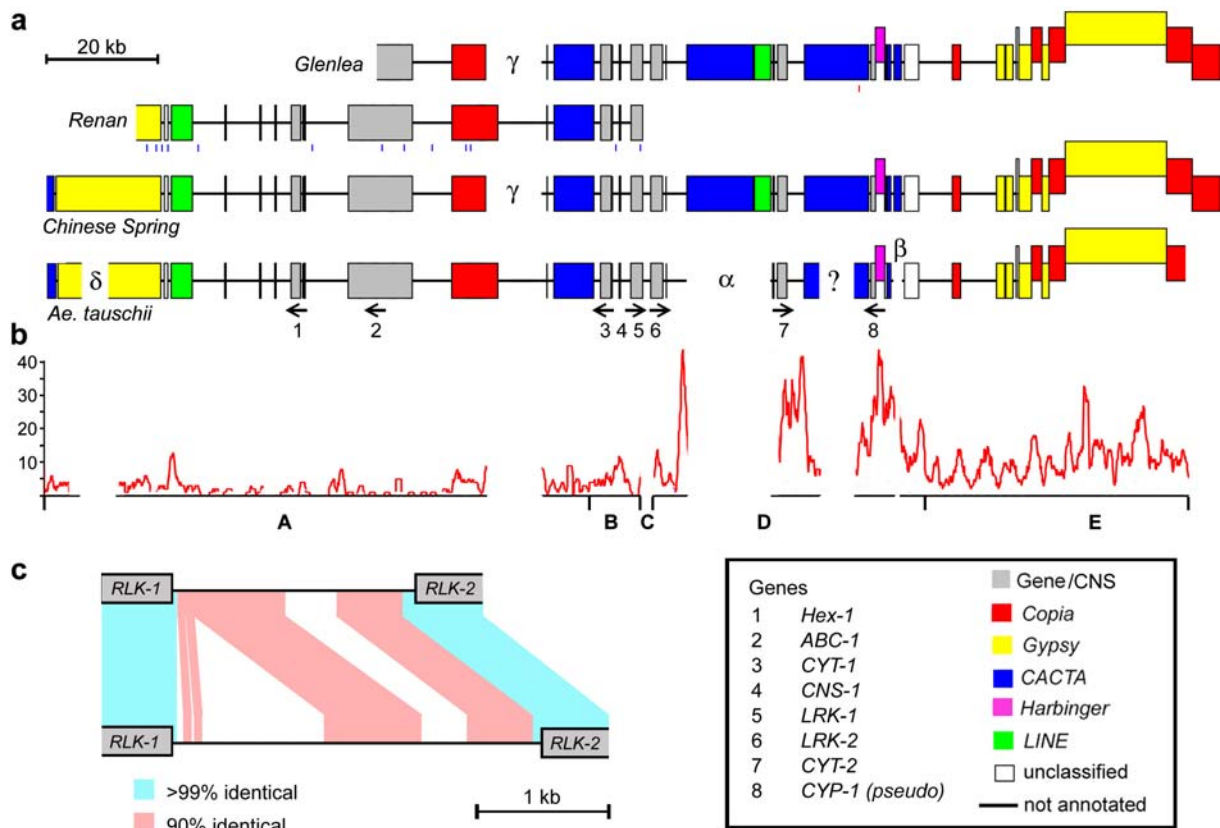 a
20 kb
Glenlea
γ
Renan
γ
Chinese Spring
δ
α
?
β
Ae. tauschii
1
2
3
4
5
6
7
8
b
40
30
20
10
A
B
C
D
E
c
RLK-1
RLK-2
RLK-1
RLK-2
>99% identical
90% identical
1 kb
Genes
1 Hex-1
2 ABC-1
3 CYT-1
4 CNS-1
5 LRK-1
6 LRK-2
7 CYT-2
8 CYP-1 (pseudo)
Gene/CNS
Copia
Gypsy
CACTA
Harbinger
LINE
unclassified
not annotated